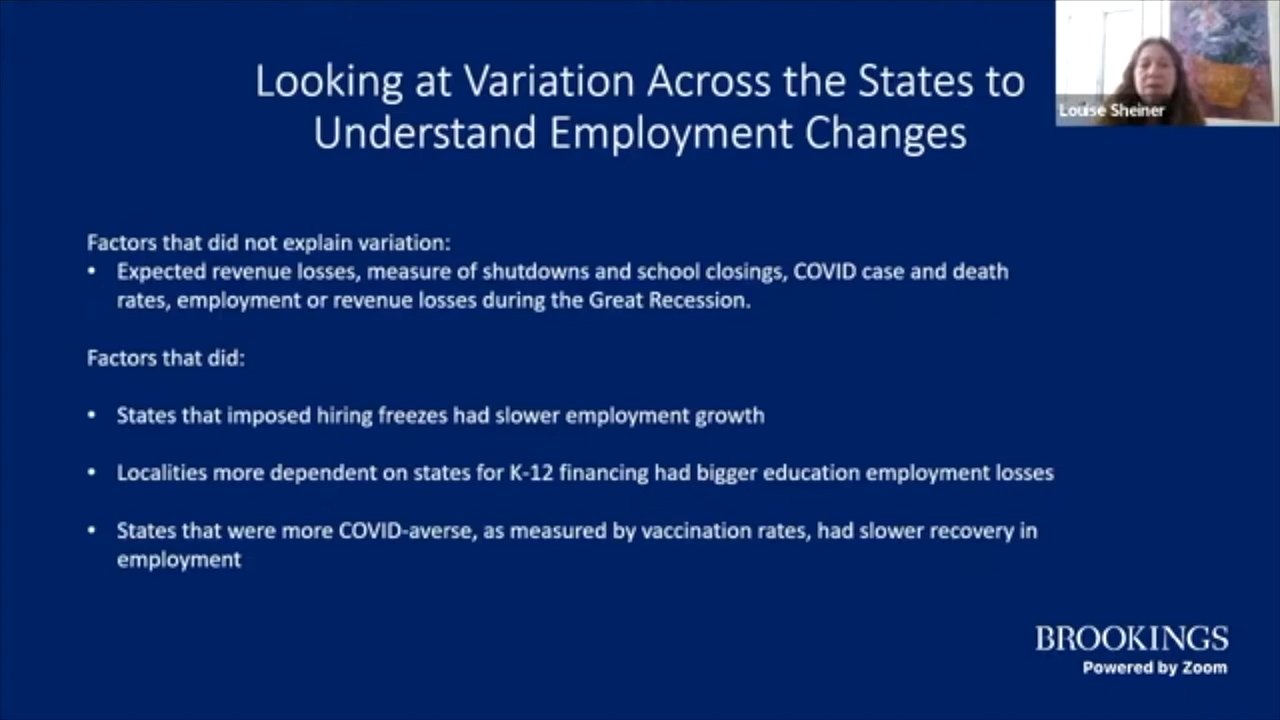 Looking at Variation Across the States to
Understand Employment Changes
Louise Sheiner
Factors that did not explain variation:
• Expected revenue losses, measure of shutdowns and school closings, COVID case and death
rates, employment or revenue losses during the Great Recession.
Factors that did:
• States that imposed hiring freezes had slower employment growth
• Localities more dependent on states for K-12 financing had bigger education employment losses
• States that were more COVID-averse, as measured by vaccination rates, had slower recovery in
employment
BROOKINGS
Powered by Zoom